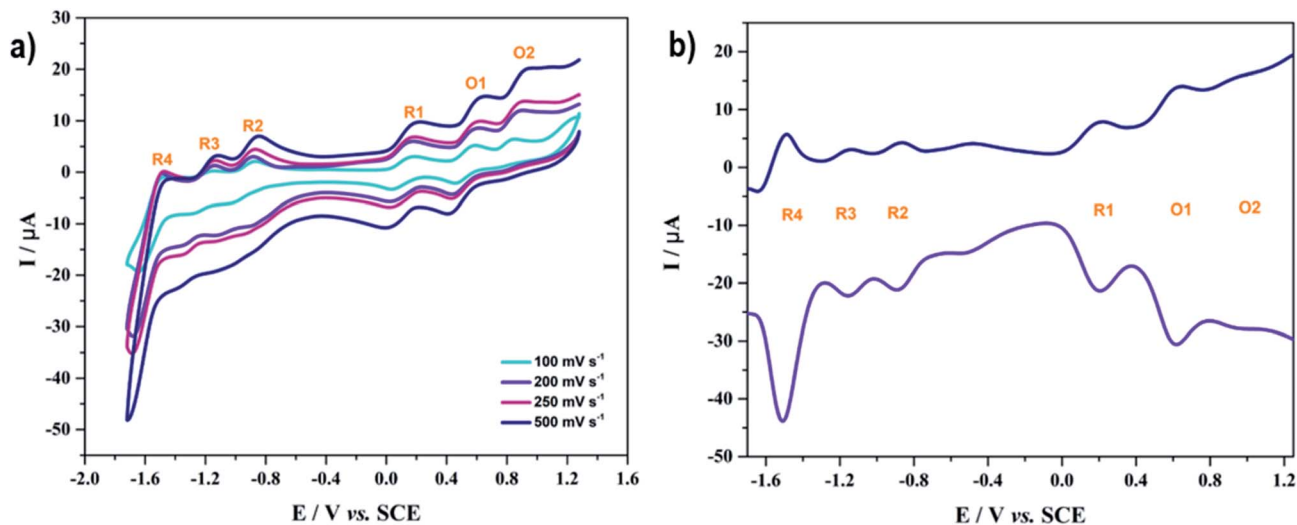 a)
30
20
10
0
-10
-20
-30
-40
-50
I / µA
R4
R3
R2
R1
O1
O2
100 mV s⁻¹
200 mV s⁻¹
250 mV s⁻¹
500 mV s⁻¹
-2.0 -1.6 -1.2 -0.8 -0.4 0.0 0.4 0.8 1.2 1.6
E / V vs. SCE
b)
20
10
0
-10
-20
-30
-40
-50
I / µA
R4 R3 R2 R1 O1 O2
-1.6 -1.2 -0.8 -0.4 0.0 0.4 0.8 1.2
E / V vs. SCE